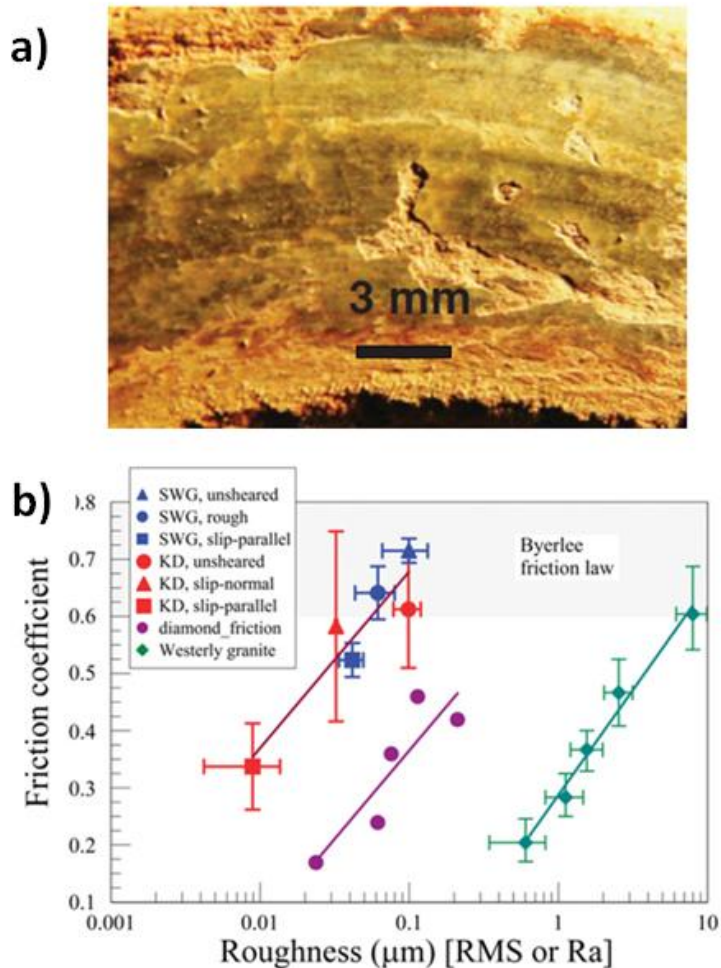 a)
3 mm
b)
SWG, unsheared
SWG, rough
SWG, slip-parallel
KD, unsheared
KD, slip-normal
KD, slip-parallel
diamond_friction
Westerly granite
Byerlee
friction law
0.8
0.7
0.6
0.5
0.4
0.3
0.2
0.1
Friction coefficient
0.001
0.01
0.1
1
10
Roughness (μm) [RMS or Ra]